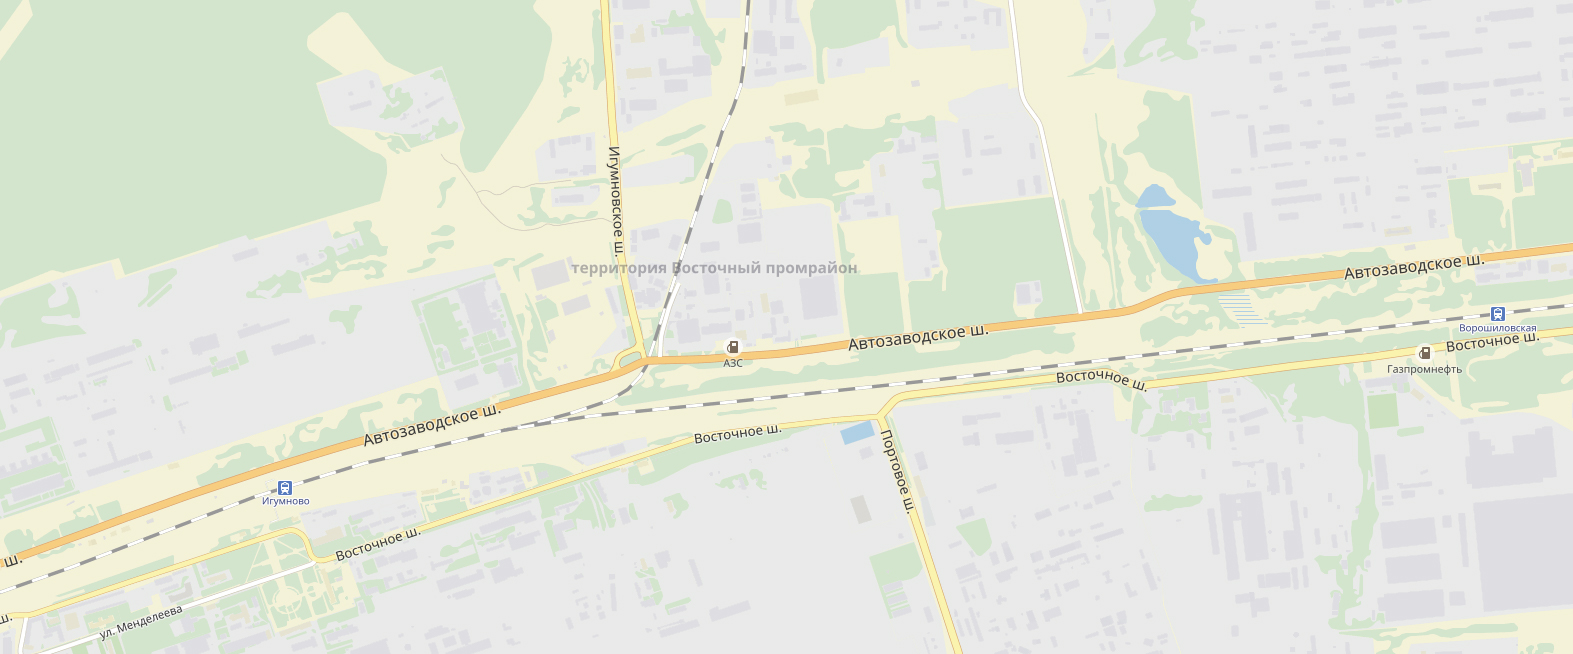 Игумновское ш.
территория Восточный промрайон
Автозаводское ш.
Ворошиловская
Автозаводское ш.
Восточное ш.
АЗС
Газпромнефть
Восточное ш.
Автозаводское ш.
Восточное ш.
Портовое ш.
Игумново
Восточное ш.
ш.
ш.
ул. Менделеева